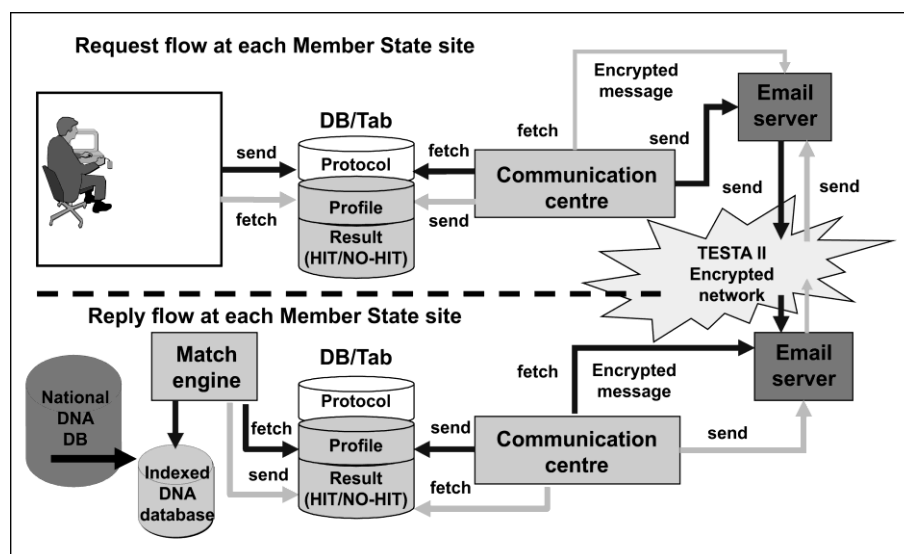 Request flow at each Member State site
Encrypted
message
Email
server
DB/Tab
fetch
send
Protocol
fetch
send
Communication
centre
send
send
Profile
fetch
send
Result
(HIT/NO-HIT)
TESTA II
Encrypted
network
Reply flow at each Member State site
Match
engine
DB/Tab
fetch
Encrypted
message
Email
server
National
DNA
DB
Protocol
fetch
Profile
send
Communication
centre
send
send
Indexed
DNA
database
Result
(HIT/NO-HIT)
fetch